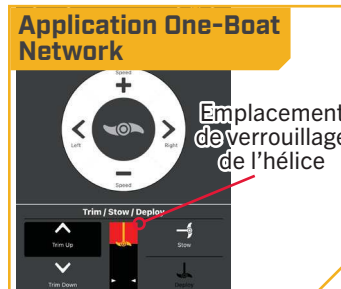 Application One-Boat
Network
Speed
+
Left
Right
–
Speed
Emplacement
de verrouillage
de l'hélice
Trim / Stow / Deploy
Trim Up
Stow
Trim Down
Deploy